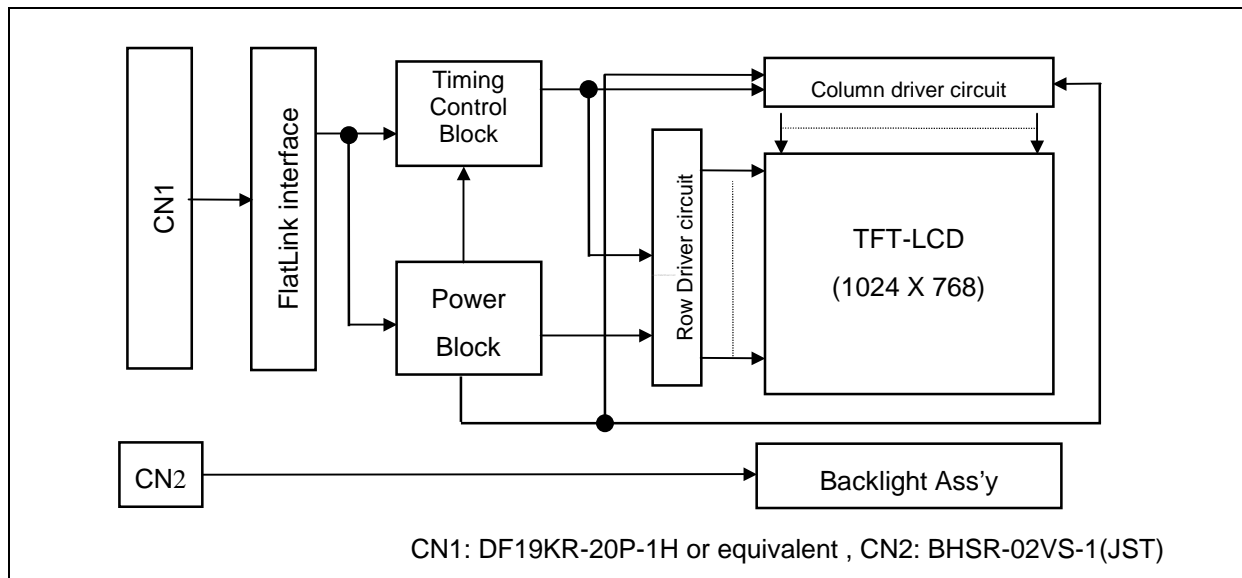 CN1
FlatLink interface
Timing
Control
Block
Power
Block
Row Driver circuit
Column driver circuit
TFT-LCD
(1024 X 768)
CN2
Backlight Ass'y
CN1: DF19KR-20P-1H or equivalent , CN2: BHSR-02VS-1(JST)